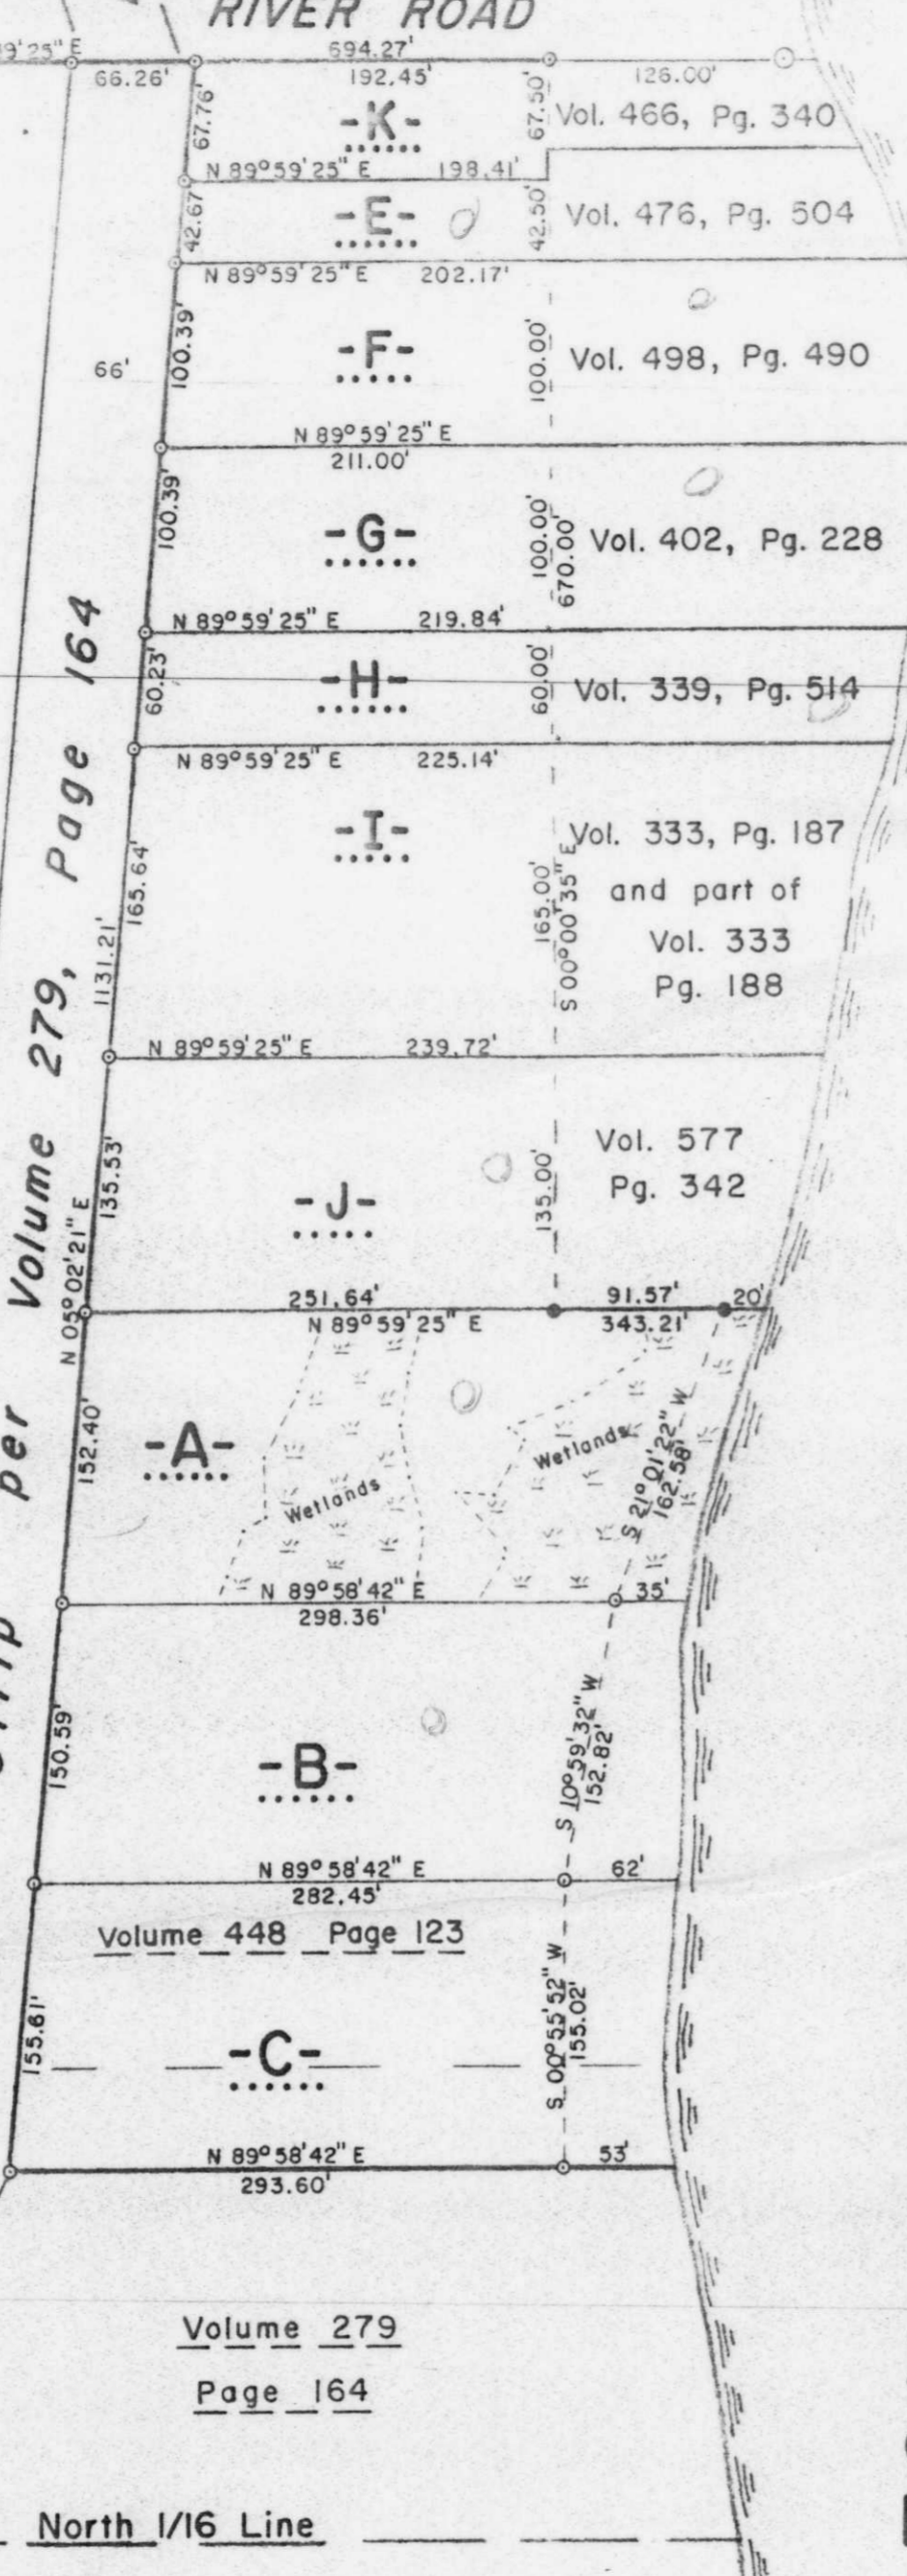 RIVER ROAD
9'25" E
694.27'
66.26'
192.45'
126.00'
67.76'
-K-
67.50'
Vol. 466, Pg. 340
N 89°59'25" E 198.41'
42.67'
-E-
42.50'
Vol. 476, Pg. 504
N 89°59'25" E 202.17'
66'
100.39'
-F-
100.00'
Vol. 498, Pg. 490
N 89°59'25" E
211.00'
100.39'
-G-
100.00'
670.00'
Vol. 402, Pg. 228
N 89°59'25" E 219.84'
60.23'
-H-
60.00'
Vol. 339, Pg. 514
N 89°59'25" E 225.14'
per Volume 279, Page 164
165.64'
1131.21'
-I-
165.00'
S 00°00'35" E
Vol. 333, Pg. 187
and part of
Vol. 333
Pg. 188
N 89°59'25" E 239.72'
135.53'
N 05°02'21" E
-J-
135.00'
Vol. 577
Pg. 342
251.64'
91.57'
20'
N 89°59'25" E
343.21'
152.40'
-A-
Wetlands
Wetlands
S 21°01'22" W
162.58'
N 89°58'42" E
35'
298.36'
150.59'
-B-
S 10°59'32" W
152.82'
N 89°58'42" E
62'
282.45'
Volume 448 Page 123
155.61'
-C-
S 00°55'52" W
155.02'
N 89°58'42" E
53'
293.60'
Volume 279
Page 164
North 1/16 Line